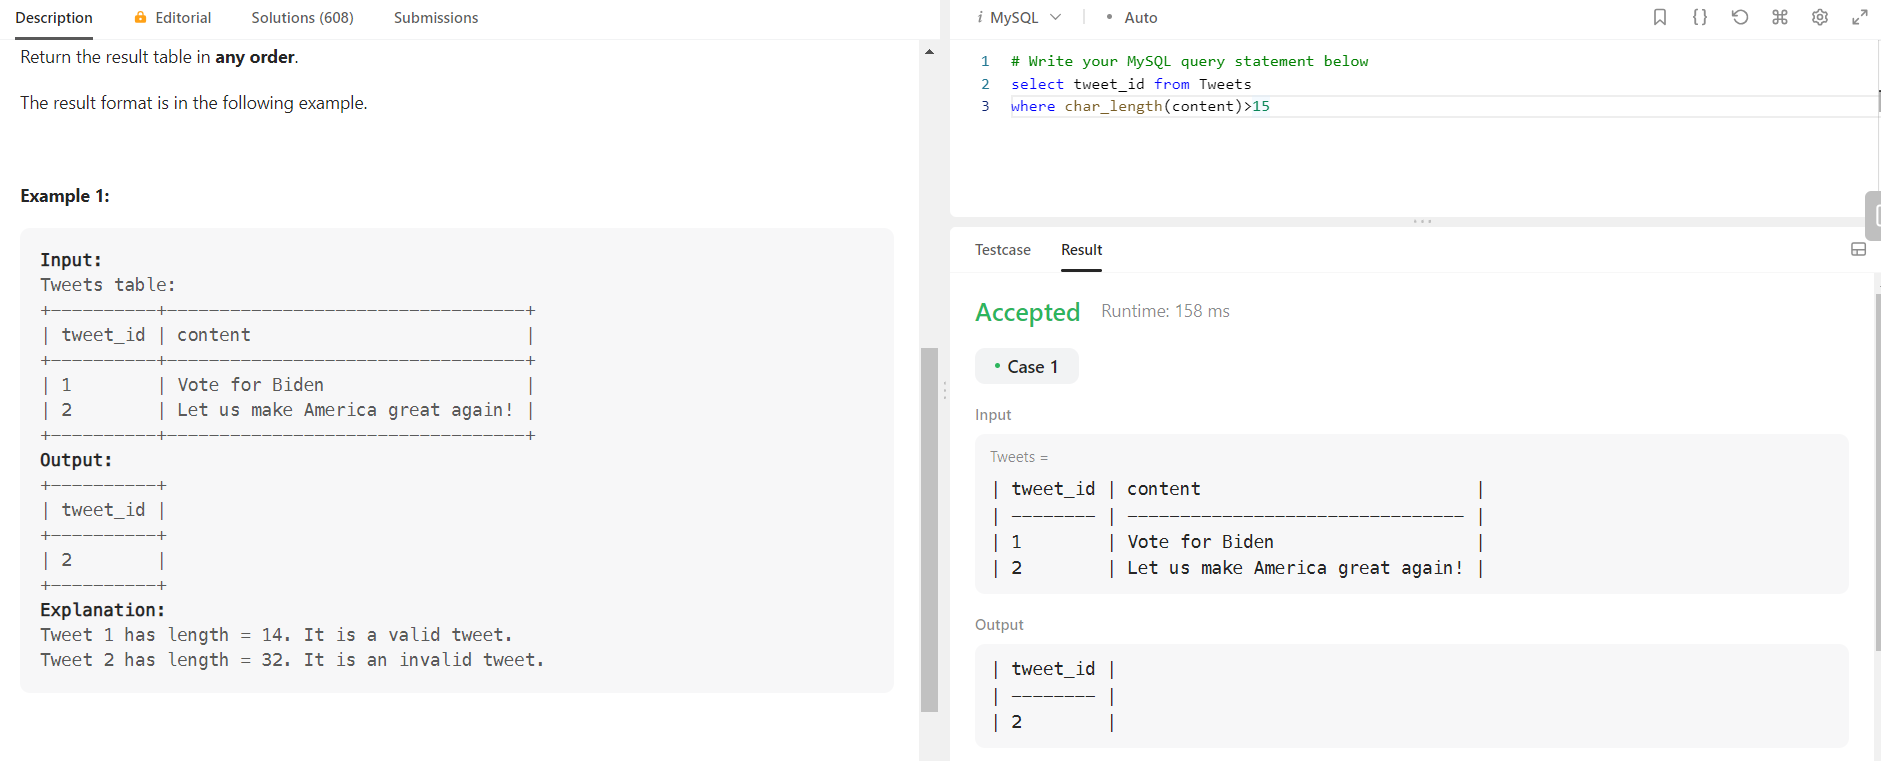 Description
Editorial
Solutions (608)
Submissions
Return the result table in any order.
The result format is in the following example.
Example 1:
Input:
Tweets table:
+----------+----------------------------------+
| tweet_id | content                          |
+----------+----------------------------------+
| 1        | Vote for Biden                   |
| 2        | Let us make America great again! |
+----------+----------------------------------+
Output:
+----------+
| tweet_id |
+----------+
| 2        |
+----------+
Explanation:
Tweet 1 has length = 14. It is a valid tweet.
Tweet 2 has length = 32. It is an invalid tweet.
i MySQL
• Auto
1 # Write your MySQL query statement below
2 select tweet_id from Tweets
3 where char_length(content)>15
Testcase
Result
Accepted
Runtime: 158 ms
• Case 1
Input
Tweets =
| tweet_id | content                          |
| -------- | -------------------------------- |
| 1        | Vote for Biden                   |
| 2        | Let us make America great again! |
Output
| tweet_id |
| -------- |
| 2        |